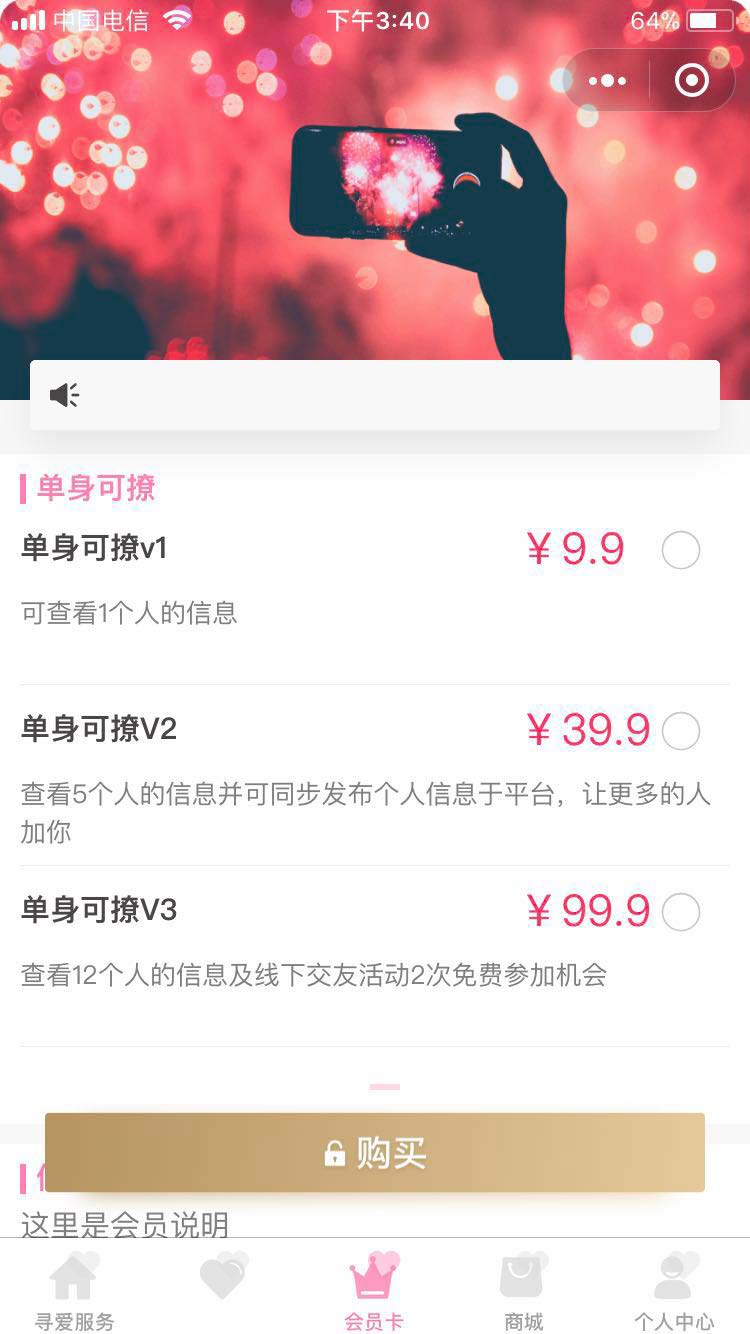 中国电信
下午3:40
64%
单身可撩
单身可撩v1
¥ 9.9
可查看1个人的信息
单身可撩V2
¥ 39.9
查看5个人的信息并可同步发布个人信息于平台，让更多的人
加你
单身可撩V3
¥ 99.9
查看12个人的信息及线下交友活动2次免费参加机会
购买
这里是会员说明
寻爱服务
会员卡
商城
个人中心